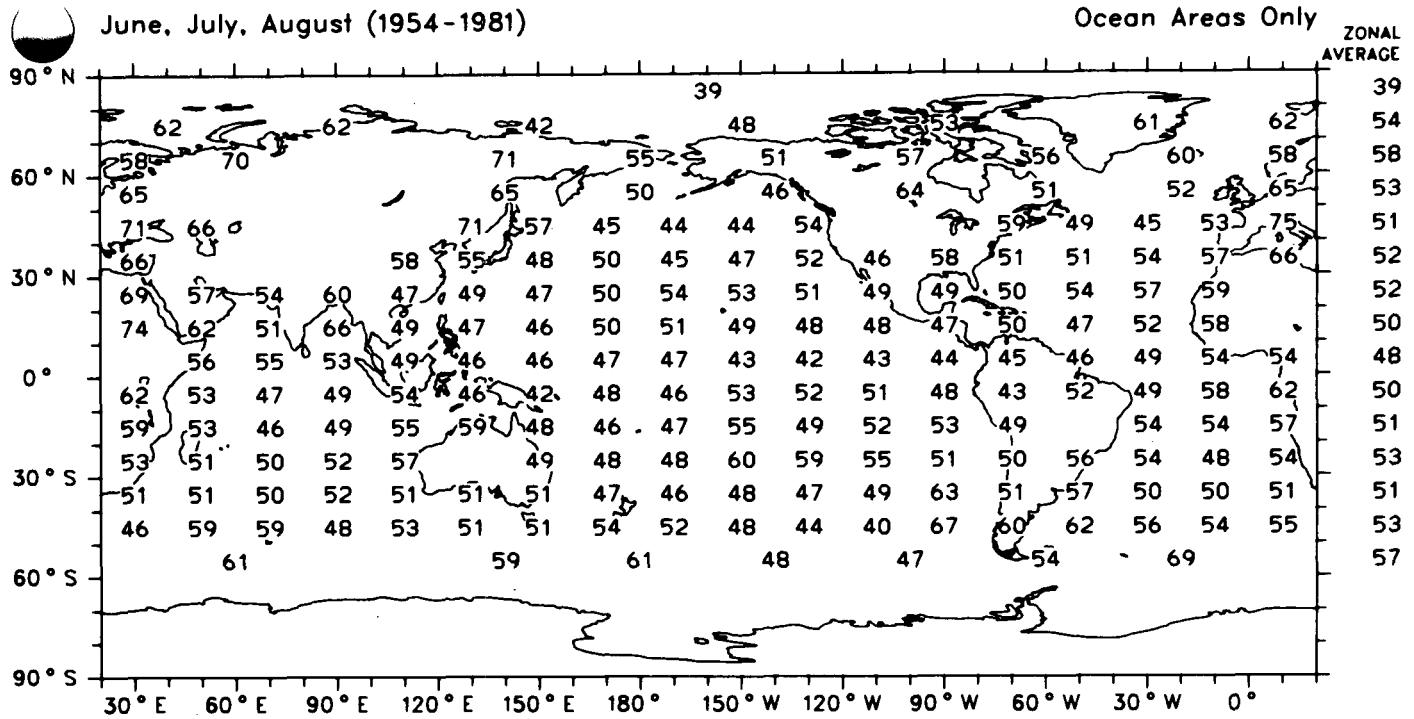 June, July, August (1954-1981) Ocean Areas Only
ZONAL
AVERAGE
90° N 39 39
62 62 42 48 53 61 62 54
58 70 71 55 51 57 56 60 58 58
60° N
65 65 50 46 64 51 52 65 53
71 66 71 57 45 44 44 54 59 49 45 53 75 51
66 58 55 48 50 45 47 52 46 58 51 51 54 57 66 52
30° N
69 57 54 60 47 49 47 50 54 53 51 49 49 50 54 57 59 52
74 62 51 66 49 47 46 50 51 49 48 48 47 50 47 52 58 50
56 55 53 49 46 46 47 47 43 42 43 44 45 46 49 54 54 48
0°
62 53 47 49 54 46 42 48 46 53 52 51 48 43 52 49 58 62 50
59 53 46 49 55 59 48 46 47 55 49 52 53 49 54 54 57 51
53 51 50 52 57 49 48 48 60 59 55 51 50 56 54 48 54 53
30° S
51 51 50 52 51 51 51 47 46 48 47 49 63 51 57 50 50 51 51
46 59 59 48 53 51 51 54 52 48 44 40 67 60 62 56 54 55 53
61 59 61 48 47 54 69 57
60° S
90° S
30° E 60° E 90° E 120° E 150° E 180° 150° W 120° W 90° W 60° W 30° W 0°